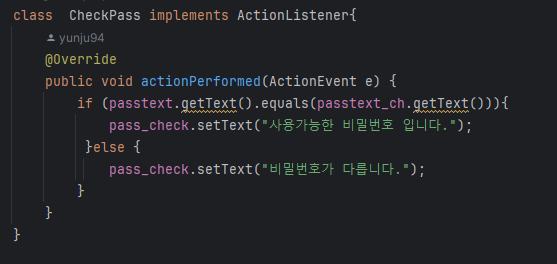 class  CheckPass implements ActionListener{
yunju94
@Override
public void actionPerformed(ActionEvent e) {
if (passtext.getText().equals(passtext_ch.getText())){
pass_check.setText("사용가능한 비밀번호 입니다.");
}else {
pass_check.setText("비밀번호가 다릅니다.");
}
}
}